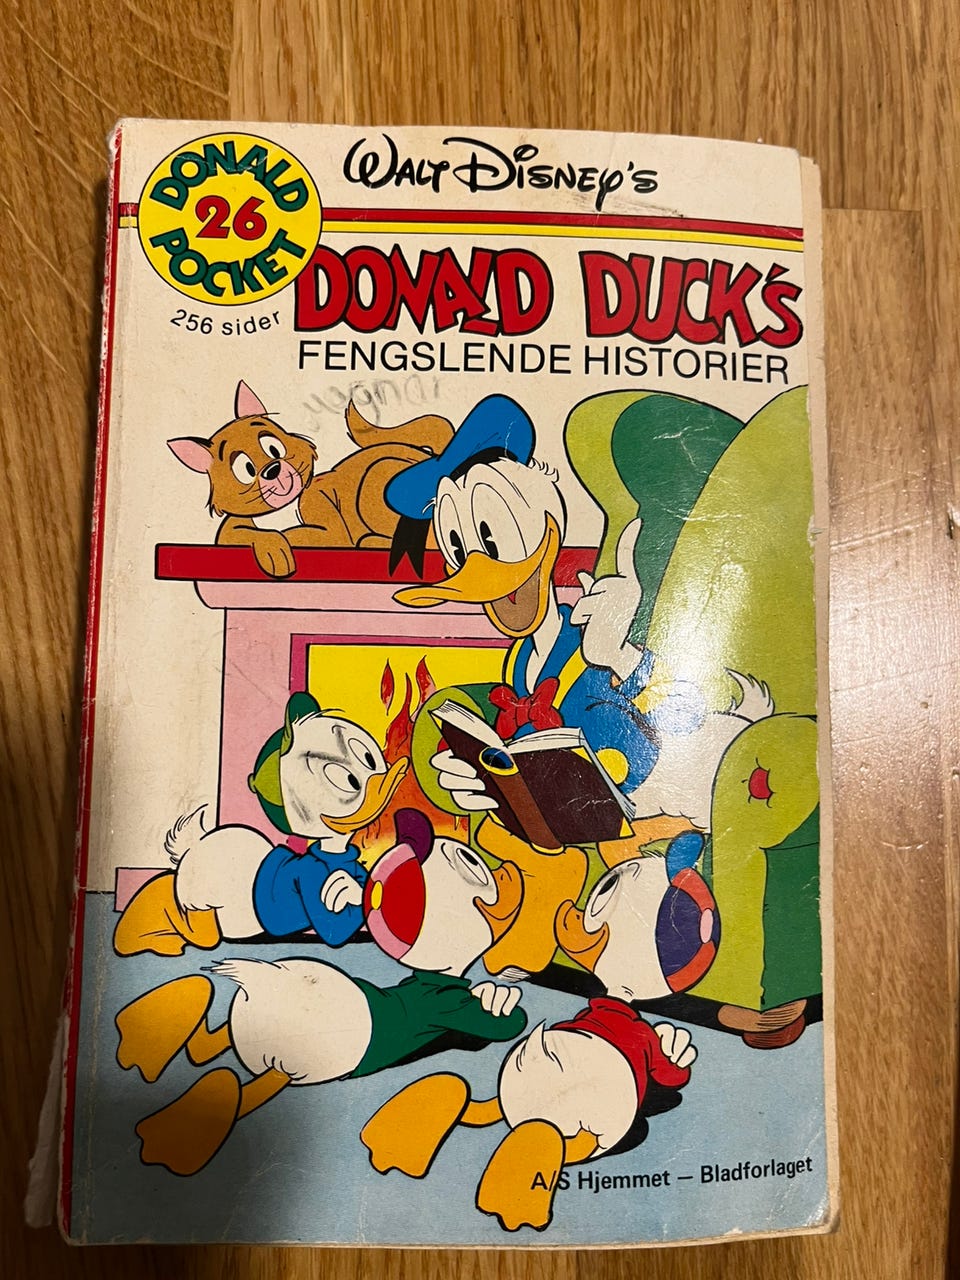 WALT DISNEY'S
DONALD
26
POCKET
256 sider
DONALD DUCK'S
FENGSLENDE HISTORIER
A/S Hjemmet – Bladforlaget